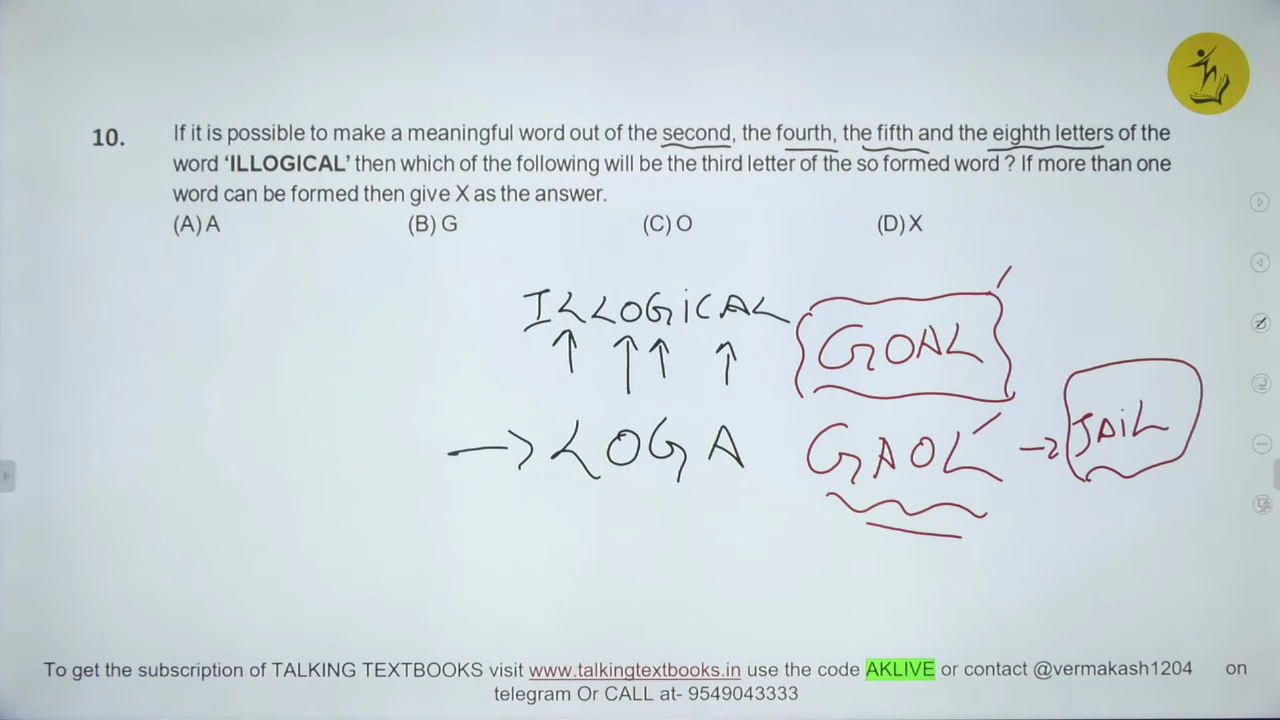 10. If it is possible to make a meaningful word out of the second, the fourth, the fifth and the eighth letters of the
word ‘ILLOGICAL’ then which of the following will be the third letter of the so formed word ? If more than one
word can be formed then give X as the answer.
(A) A (B) G (C) O (D) X
ILLOGiCAL
GOAL
LOGA GAOL JAiL
To get the subscription of TALKING TEXTBOOKS visit www.talkingtextbooks.in use the code AKLIVE or contact @vermakash1204 on
telegram Or CALL at- 9549043333